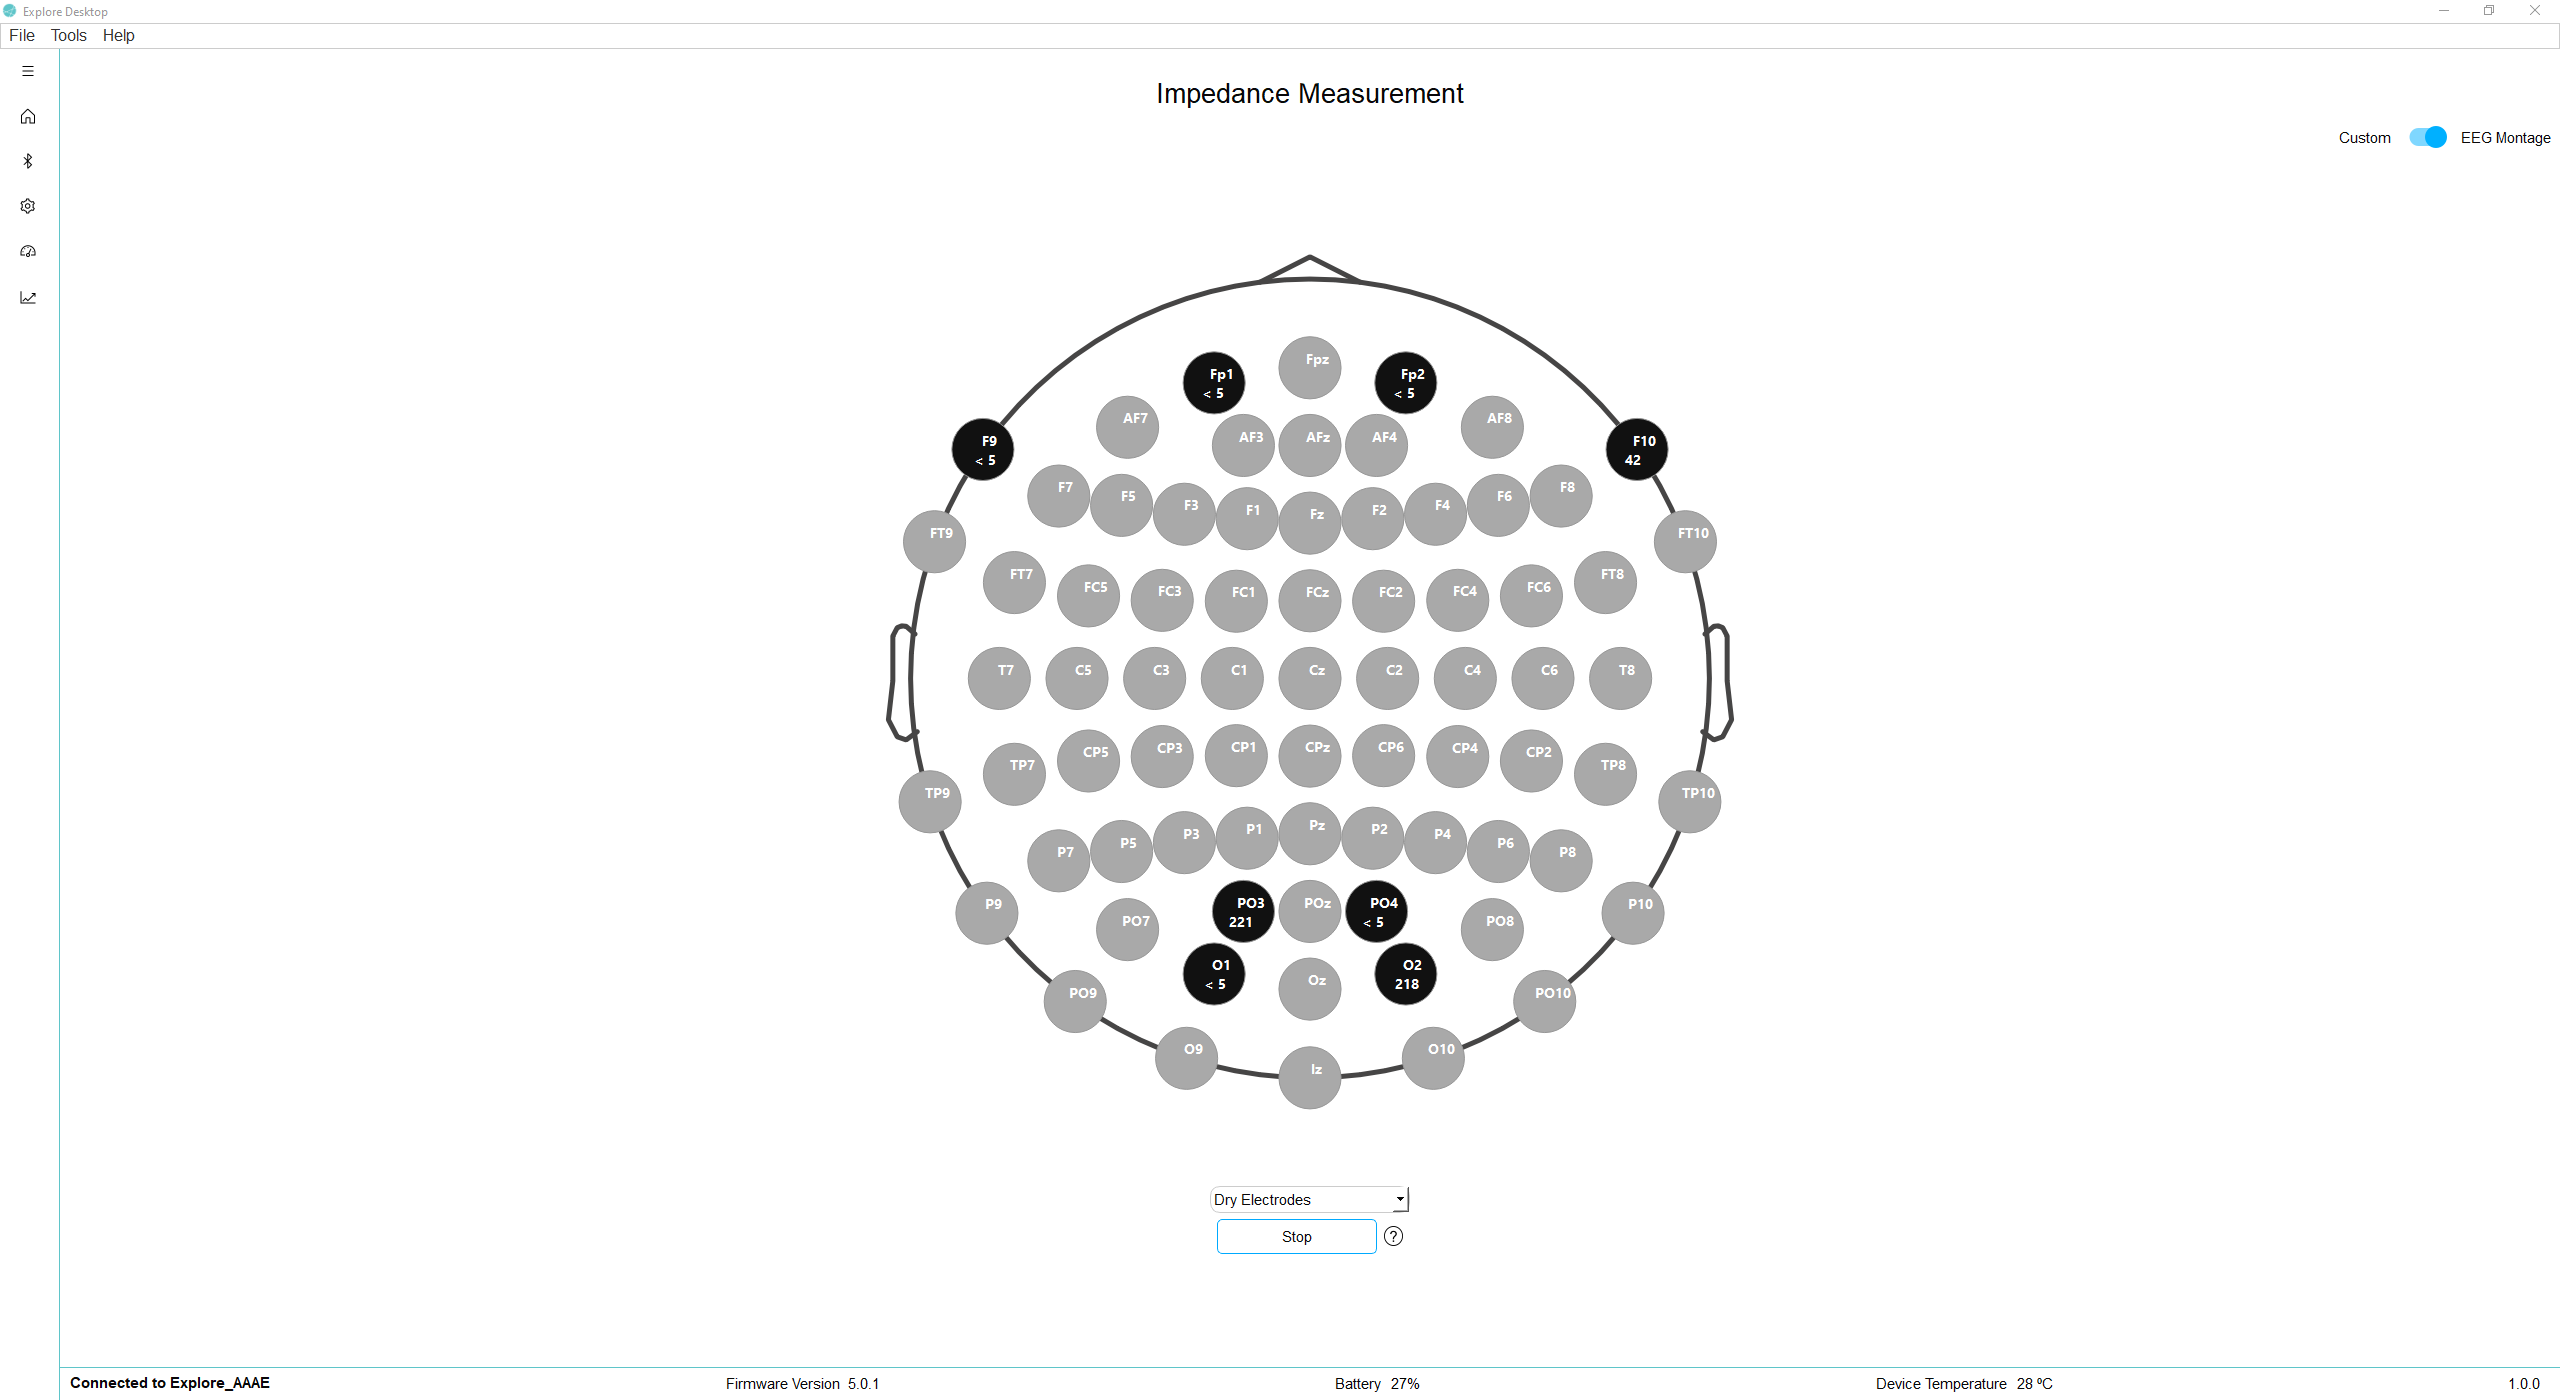 Explore Desktop
File Tools Help
Impedance Measurement
Custom EEG Montage
Fpz
Fp1 Fp2
< 5 < 5
AF7 AF8
AF3 AFz AF4
F9 F10
< 5 42
F7 F8
F5 F6
F3 F4
F1 F2
Fz
FT9 FT10
FT7 FT8
FC5 FC3 FC1 FCz FC2 FC4 FC6
T7 C5 C3 C1 Cz C2 C4 C6 T8
CP5 CP3 CP1 CPz CP6 CP4 CP2
TP7 TP8
TP9 TP10
P7 P5 P3 P1 Pz P2 P4 P6 P8
P9 PO3 POz PO4 P10
221 < 5
PO7 PO8
O1 O2
< 5 218
Oz
PO9 PO10
O9 O10
Iz
Dry Electrodes
Stop ?
Connected to Explore_AAAE Firmware Version 5.0.1 Battery 27% Device Temperature 28 ºC 1.0.0